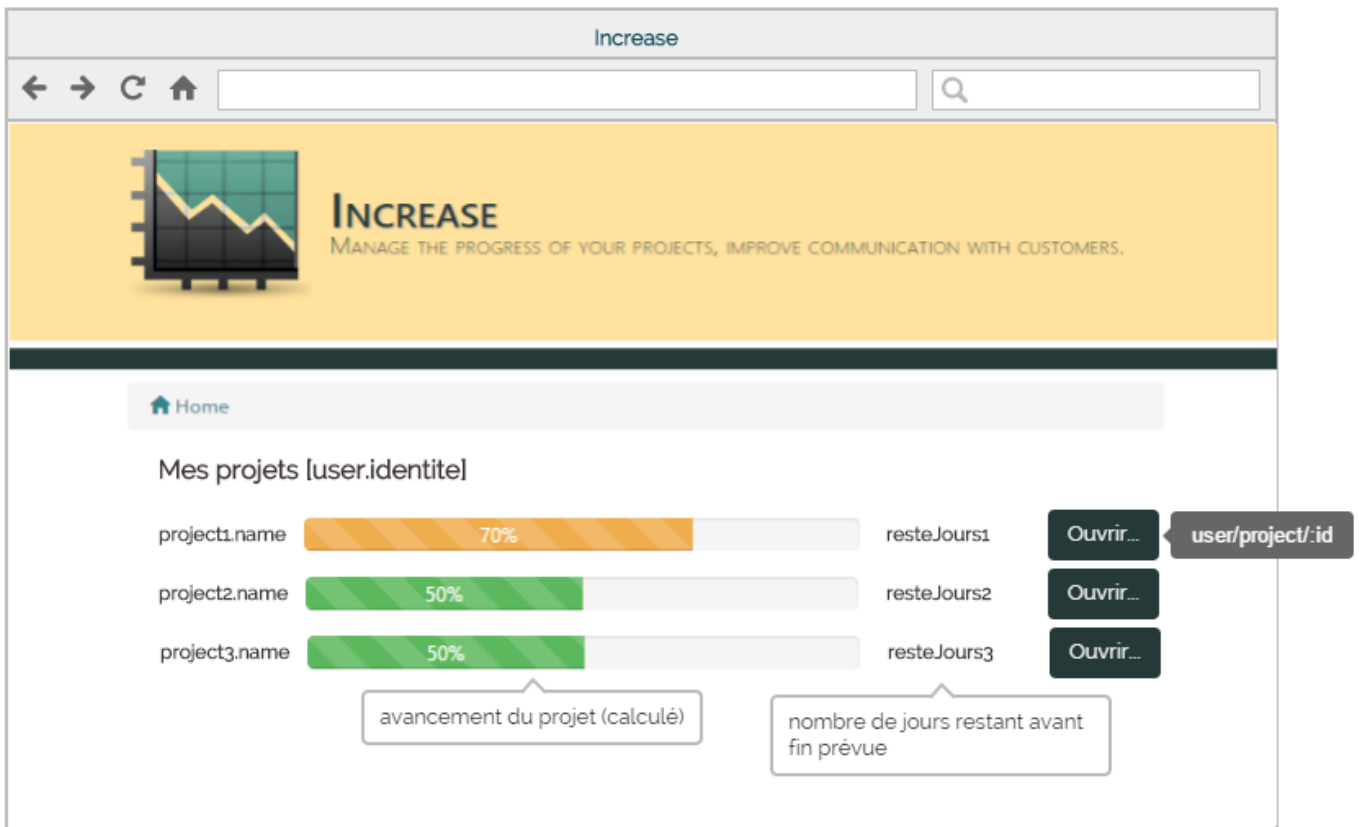 Increase
INCREASE
MANAGE THE PROGRESS OF YOUR PROJECTS, IMPROVE COMMUNICATION WITH CUSTOMERS.
Home
Mes projets [user.identite]
project1.name 70% resteJours1 Ouvrir... user/project/:id
project2.name 50% resteJours2 Ouvrir...
project3.name 50% resteJours3 Ouvrir...
avancement du projet (calculé)
nombre de jours restant avant
fin prévue